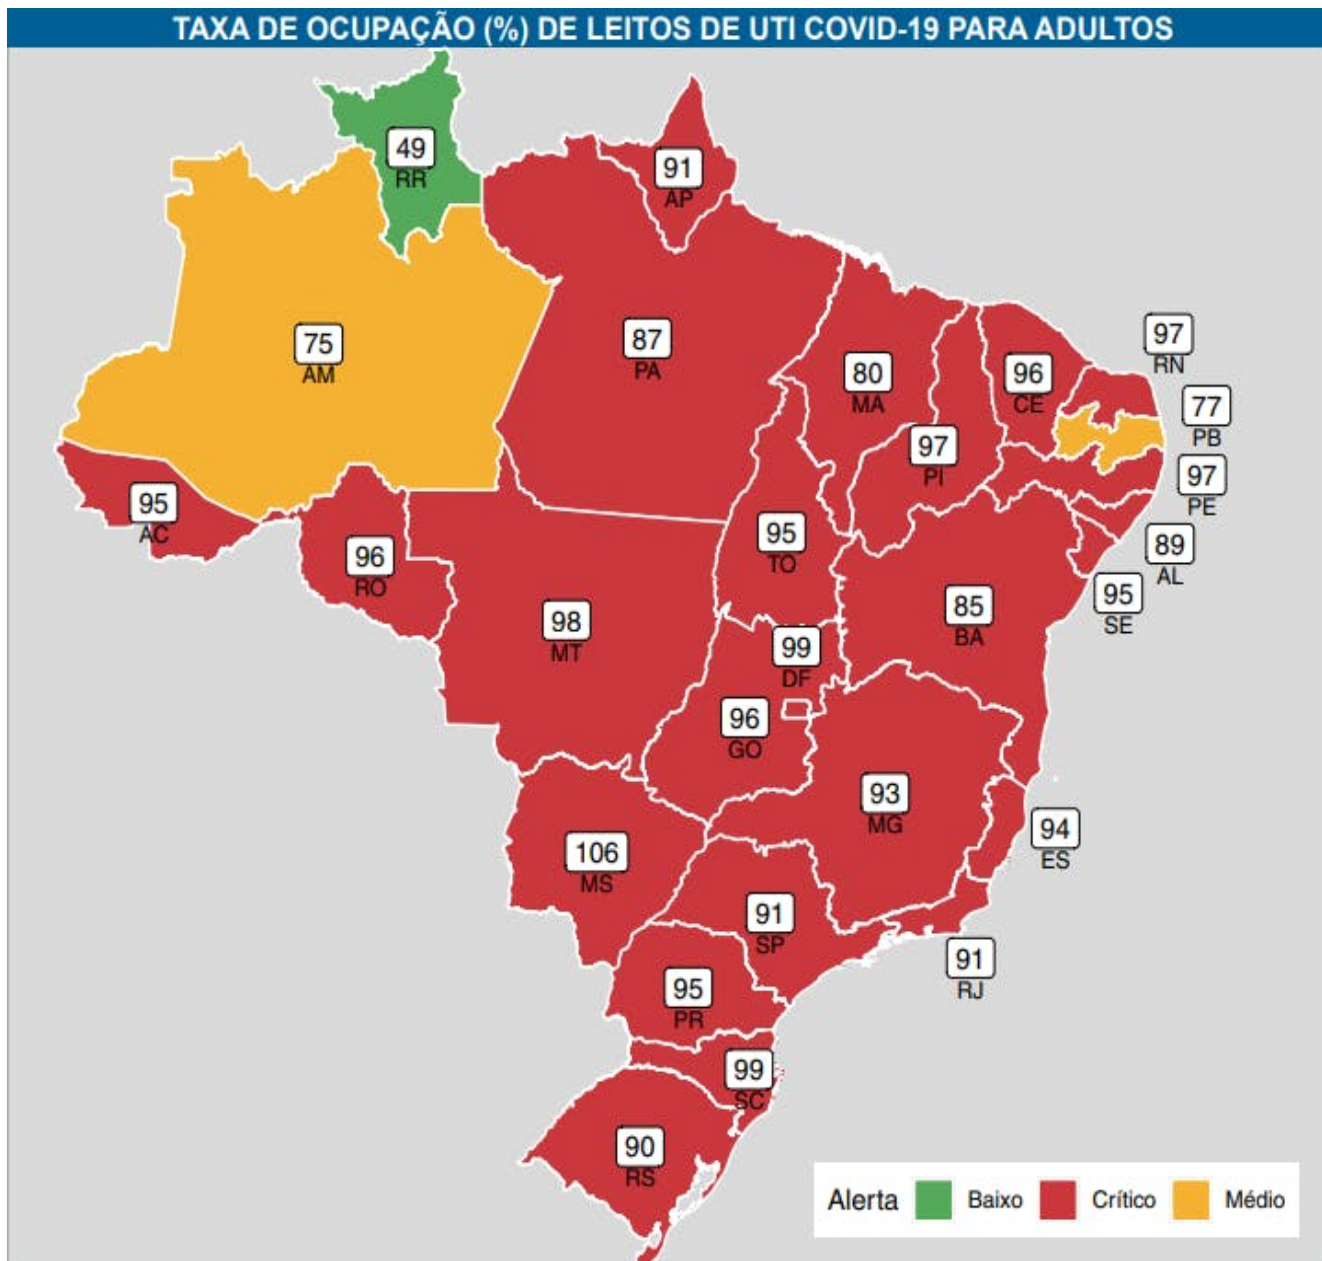 TAXA DE OCUPAÇÃO (%) DE LEITOS DE UTI COVID-19 PARA ADULTOS
49
RR
91
AP
75
AM
87
PA
80
MA
96
CE
97
RN
77
PB
97
PI
97
PE
95
AC
96
RO
95
TO
89
AL
95
SE
85
BA
98
MT
99
DF
96
GO
93
MG
94
ES
106
MS
91
SP
91
RJ
95
PR
99
SC
90
RS
Alerta Baixo Crítico Médio